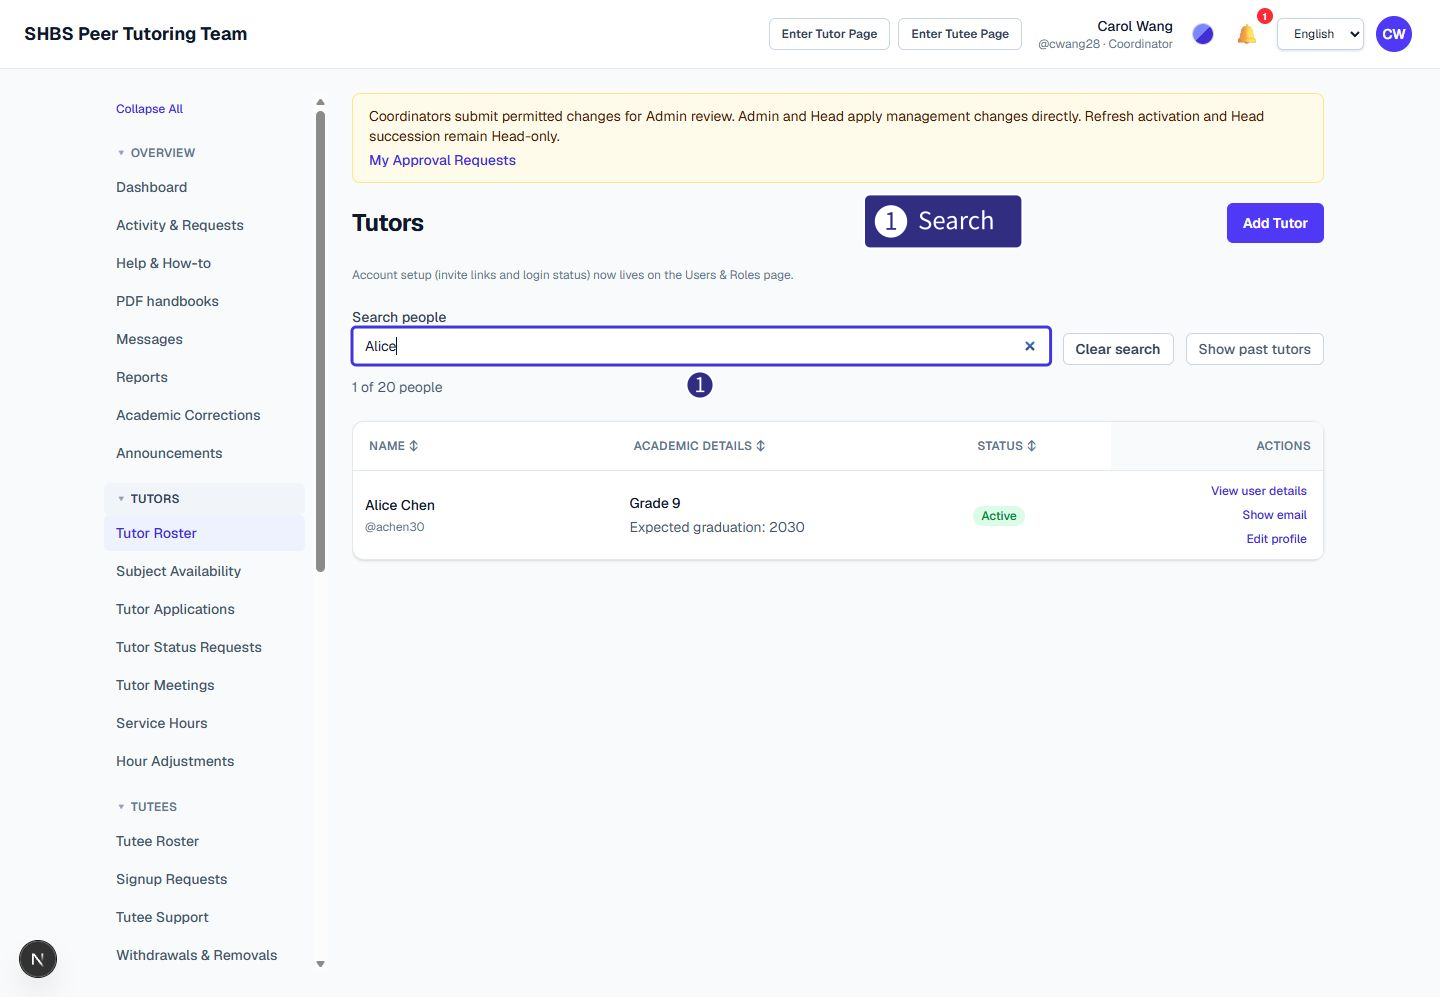 SHBS Peer Tutoring Team
Enter Tutor Page
Enter Tutee Page
Carol Wang
@cwang28 · Coordinator
1
English
CW
Collapse All
OVERVIEW
Dashboard
Activity & Requests
Help & How-to
PDF handbooks
Messages
Reports
Academic Corrections
Announcements
TUTORS
Tutor Roster
Subject Availability
Tutor Applications
Tutor Status Requests
Tutor Meetings
Service Hours
Hour Adjustments
TUTEES
Tutee Roster
Signup Requests
Tutee Support
Withdrawals & Removals
N
Coordinators submit permitted changes for Admin review. Admin and Head apply management changes directly. Refresh activation and Head
succession remain Head-only.
My Approval Requests
Tutors
1 Search
Add Tutor
Account setup (invite links and login status) now lives on the Users & Roles page.
Search people
Alice
Clear search
Show past tutors
1 of 20 people
1
NAME ACADEMIC DETAILS STATUS ACTIONS
Alice Chen
@achen30
Grade 9
Expected graduation: 2030
Active
View user details
Show email
Edit profile